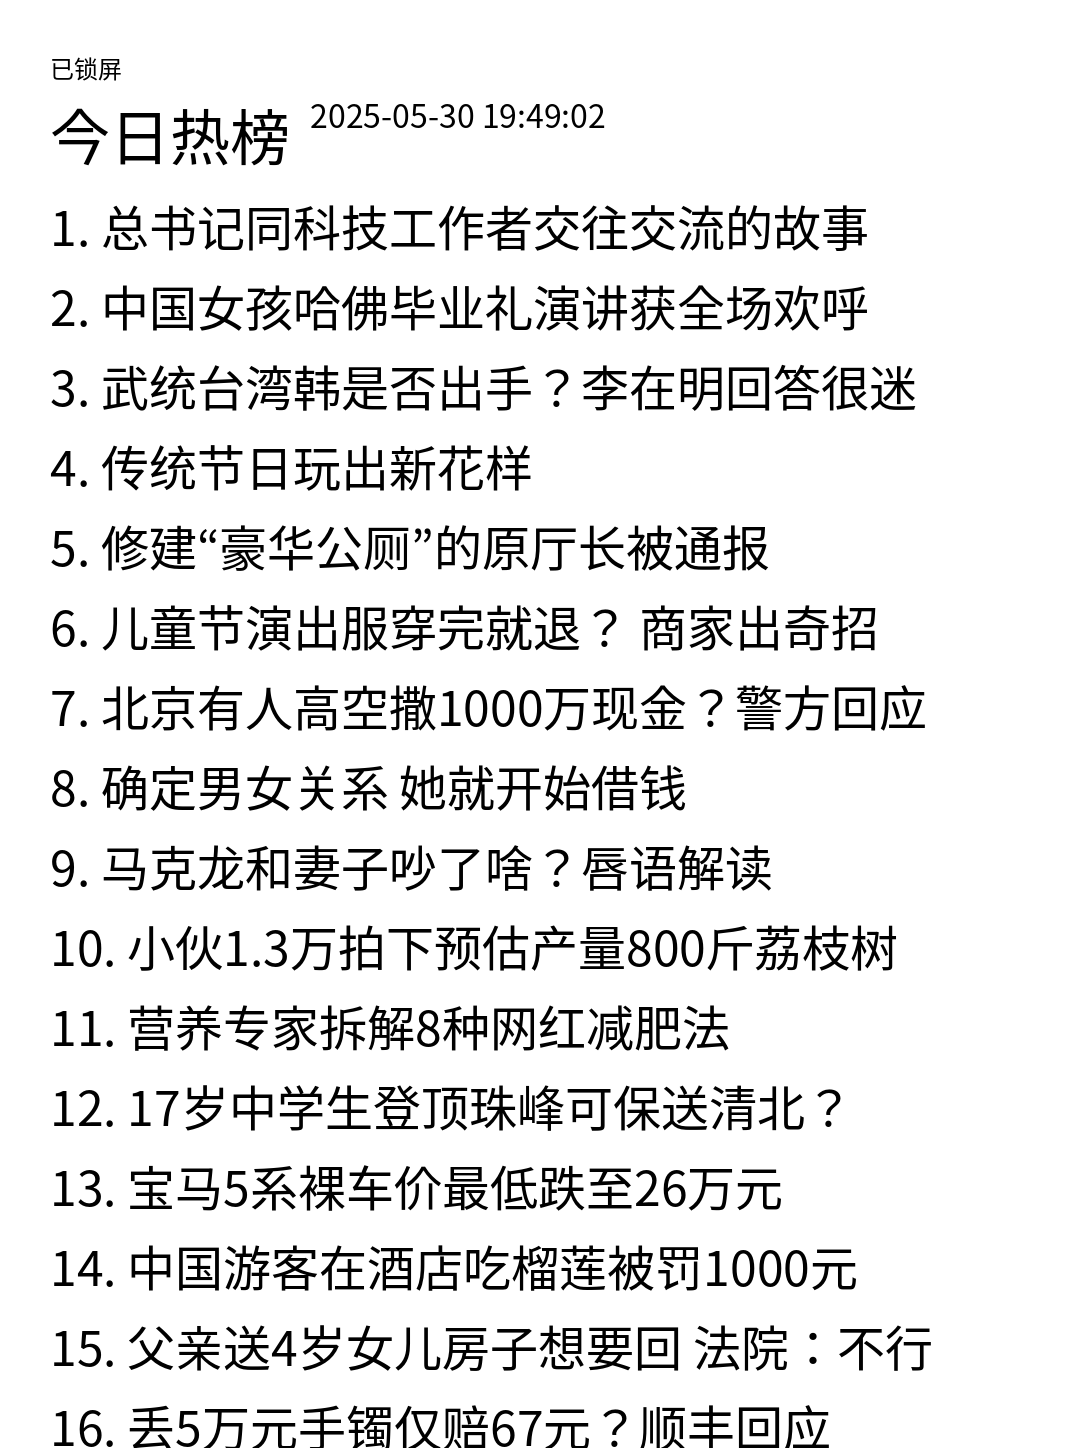 已锁屏
今日热榜 2025-05-30 19:49:02
1. 总书记同科技工作者交往交流的故事
2. 中国女孩哈佛毕业礼演讲获全场欢呼
3. 武统台湾韩是否出手？李在明回答很迷
4. 传统节日玩出新花样
5. 修建“豪华公厕”的原厅长被通报
6. 儿童节演出服穿完就退？ 商家出奇招
7. 北京有人高空撒1000万现金？警方回应
8. 确定男女关系 她就开始借钱
9. 马克龙和妻子吵了啥？唇语解读
10. 小伙1.3万拍下预估产量800斤荔枝树
11. 营养专家拆解8种网红减肥法
12. 17岁中学生登顶珠峰可保送清北？
13. 宝马5系裸车价最低跌至26万元
14. 中国游客在酒店吃榴莲被罚1000元
15. 父亲送4岁女儿房子想要回 法院：不行
16. 丢5万元手镯仅赔67元？顺丰回应